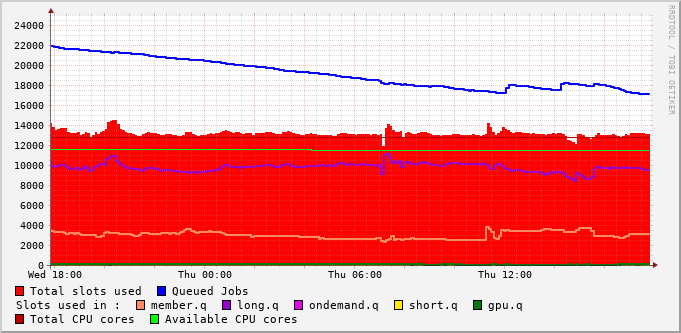 24000
22000
20000
18000
16000
14000
12000
10000
8000
6000
4000
2000
0
Wed 18:00 Thu 00:00 Thu 06:00 Thu 12:00
Total slots used Queued Jobs
Slots used in : member.q long.q ondemand.q short.q gpu.q
Total CPU cores Available CPU cores
RRDTOOL / TOBI OETIKER